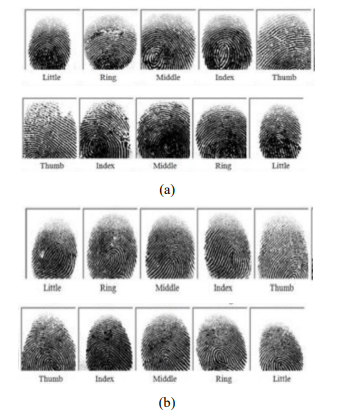 Little Ring Middle Index Thumb
Thumb Index Middle Ring Little
(a)
Little Ring Middle Index Thumb
Thumb Index Middle Ring Little
(b)